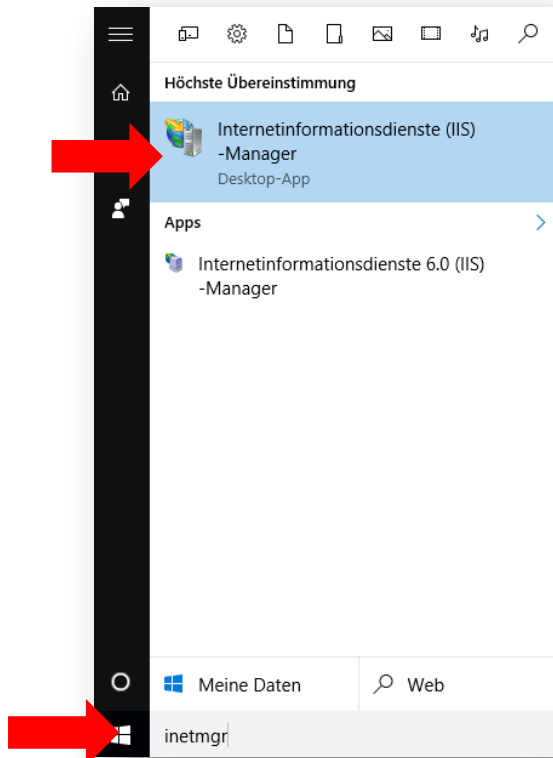 Höchste Übereinstimmung
Internetinformationsdienste (IIS)
-Manager
Desktop-App
Apps
Internetinformationsdienste 6.0 (IIS)
-Manager
Meine Daten
Web
inetmgr